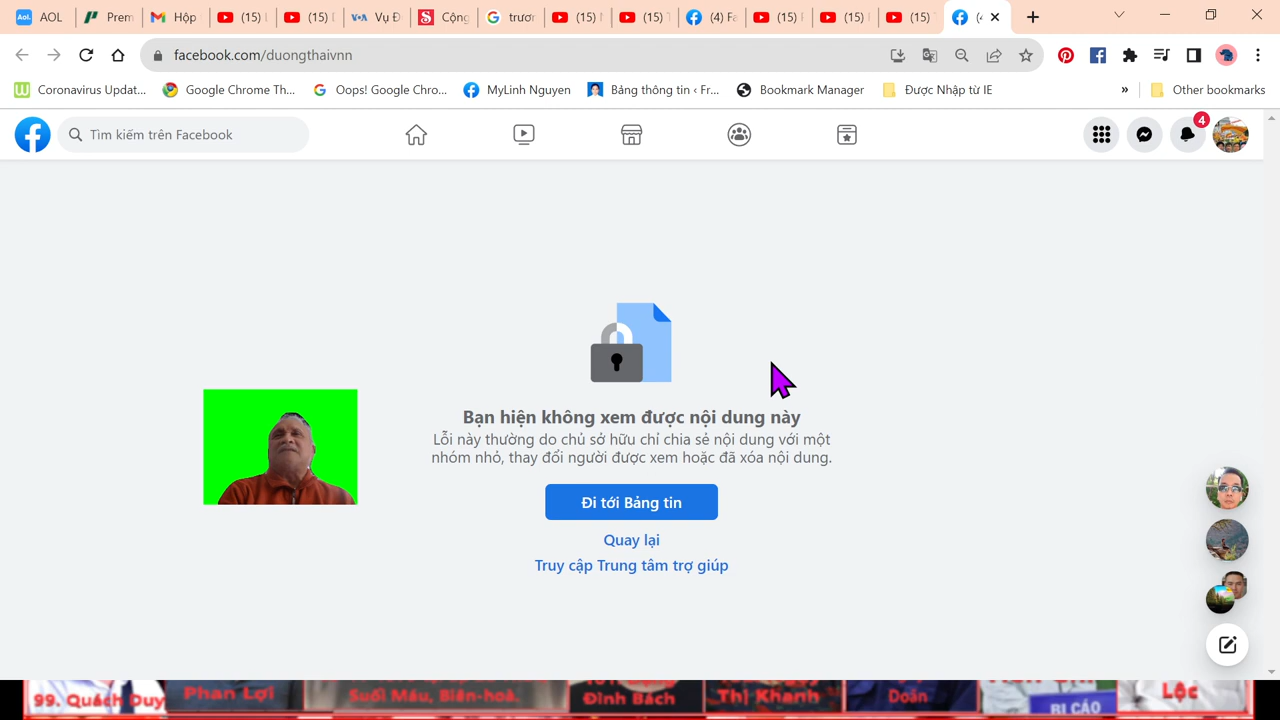 AOL
Prem
Hộp
(15) I
(15) I
Vụ Đ
Cộng
trươn
(15) N
(15) T
(4) Fa
(15) F
(15) I
(15)
facebook.com/duongthaivnn
Coronavirus Updat...
Google Chrome Th...
Oops! Google Chro...
MyLinh Nguyen
Bảng thông tin ‹ Fr...
Bookmark Manager
Được Nhập từ IE
»
Other bookmarks
Tìm kiếm trên Facebook
4
Bạn hiện không xem được nội dung này
Lỗi này thường do chủ sở hữu chỉ chia sẻ nội dung với một
nhóm nhỏ, thay đổi người được xem hoặc đã xóa nội dung.
Đi tới Bảng tin
Quay lại
Truy cập Trung tâm trợ giúp
99. Quách Duy
Phan Lợi
Suối Máu, Biên-hoà.
Đình Bách
Thị Khanh
Doãn
BỊ CÁO
Lộc